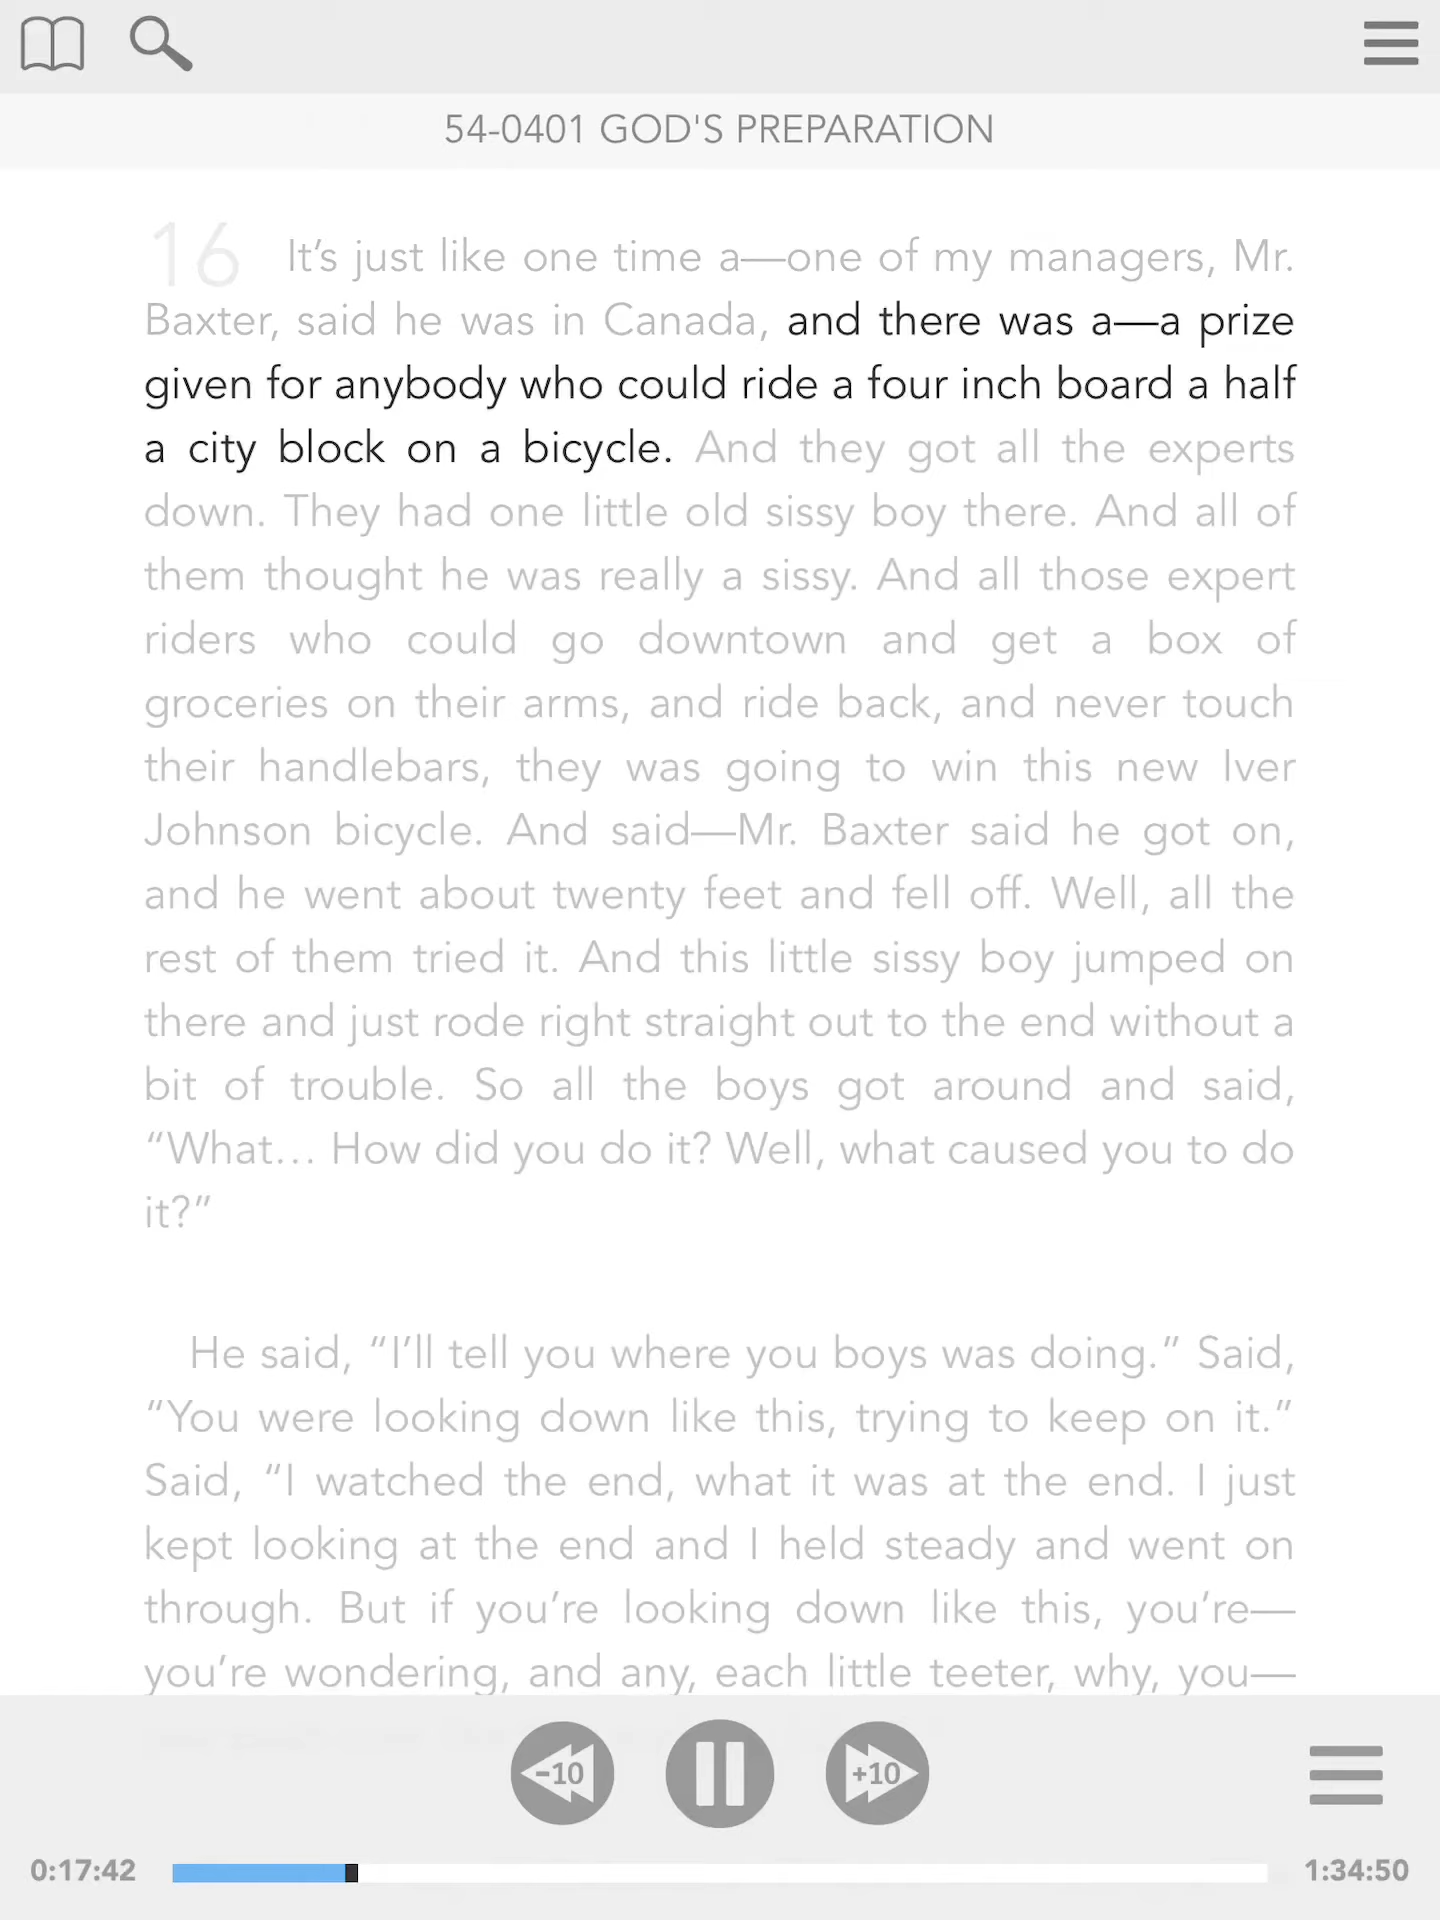 54-0401 GOD'S PREPARATION
16 It’s just like one time a—one of my managers, Mr.
Baxter, said he was in Canada, and there was a—a prize
given for anybody who could ride a four inch board a half
a city block on a bicycle. And they got all the experts
down. They had one little old sissy boy there. And all of
them thought he was really a sissy. And all those expert
riders who could go downtown and get a box of
groceries on their arms, and ride back, and never touch
their handlebars, they was going to win this new Iver
Johnson bicycle. And said—Mr. Baxter said he got on,
and he went about twenty feet and fell off. Well, all the
rest of them tried it. And this little sissy boy jumped on
there and just rode right straight out to the end without a
bit of trouble. So all the boys got around and said,
“What… How did you do it? Well, what caused you to do
it?”
He said, “I’ll tell you where you boys was doing.” Said,
“You were looking down like this, trying to keep on it.”
Said, “I watched the end, what it was at the end. I just
kept looking at the end and I held steady and went on
through. But if you’re looking down like this, you’re—
you’re wondering, and any, each little teeter, why, you—
-10 +10
0:17:42 1:34:50